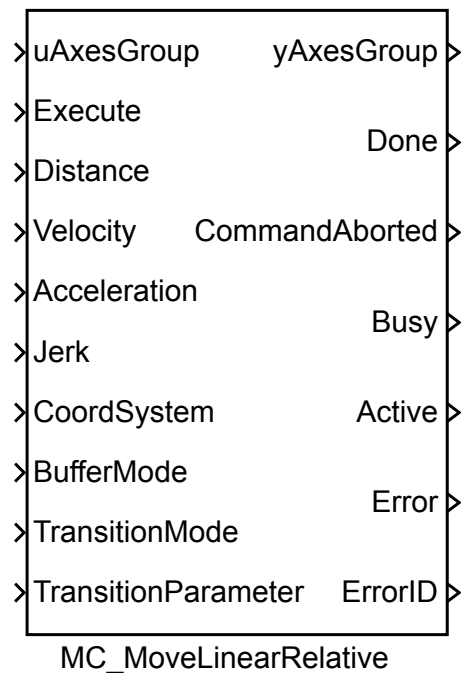 uAxesGroup yAxesGroup
Execute
Done
Distance
Velocity CommandAborted
Acceleration
Busy
Jerk
CoordSystem Active
BufferMode
Error
TransitionMode
TransitionParameter ErrorID
MC_MoveLinearRelative